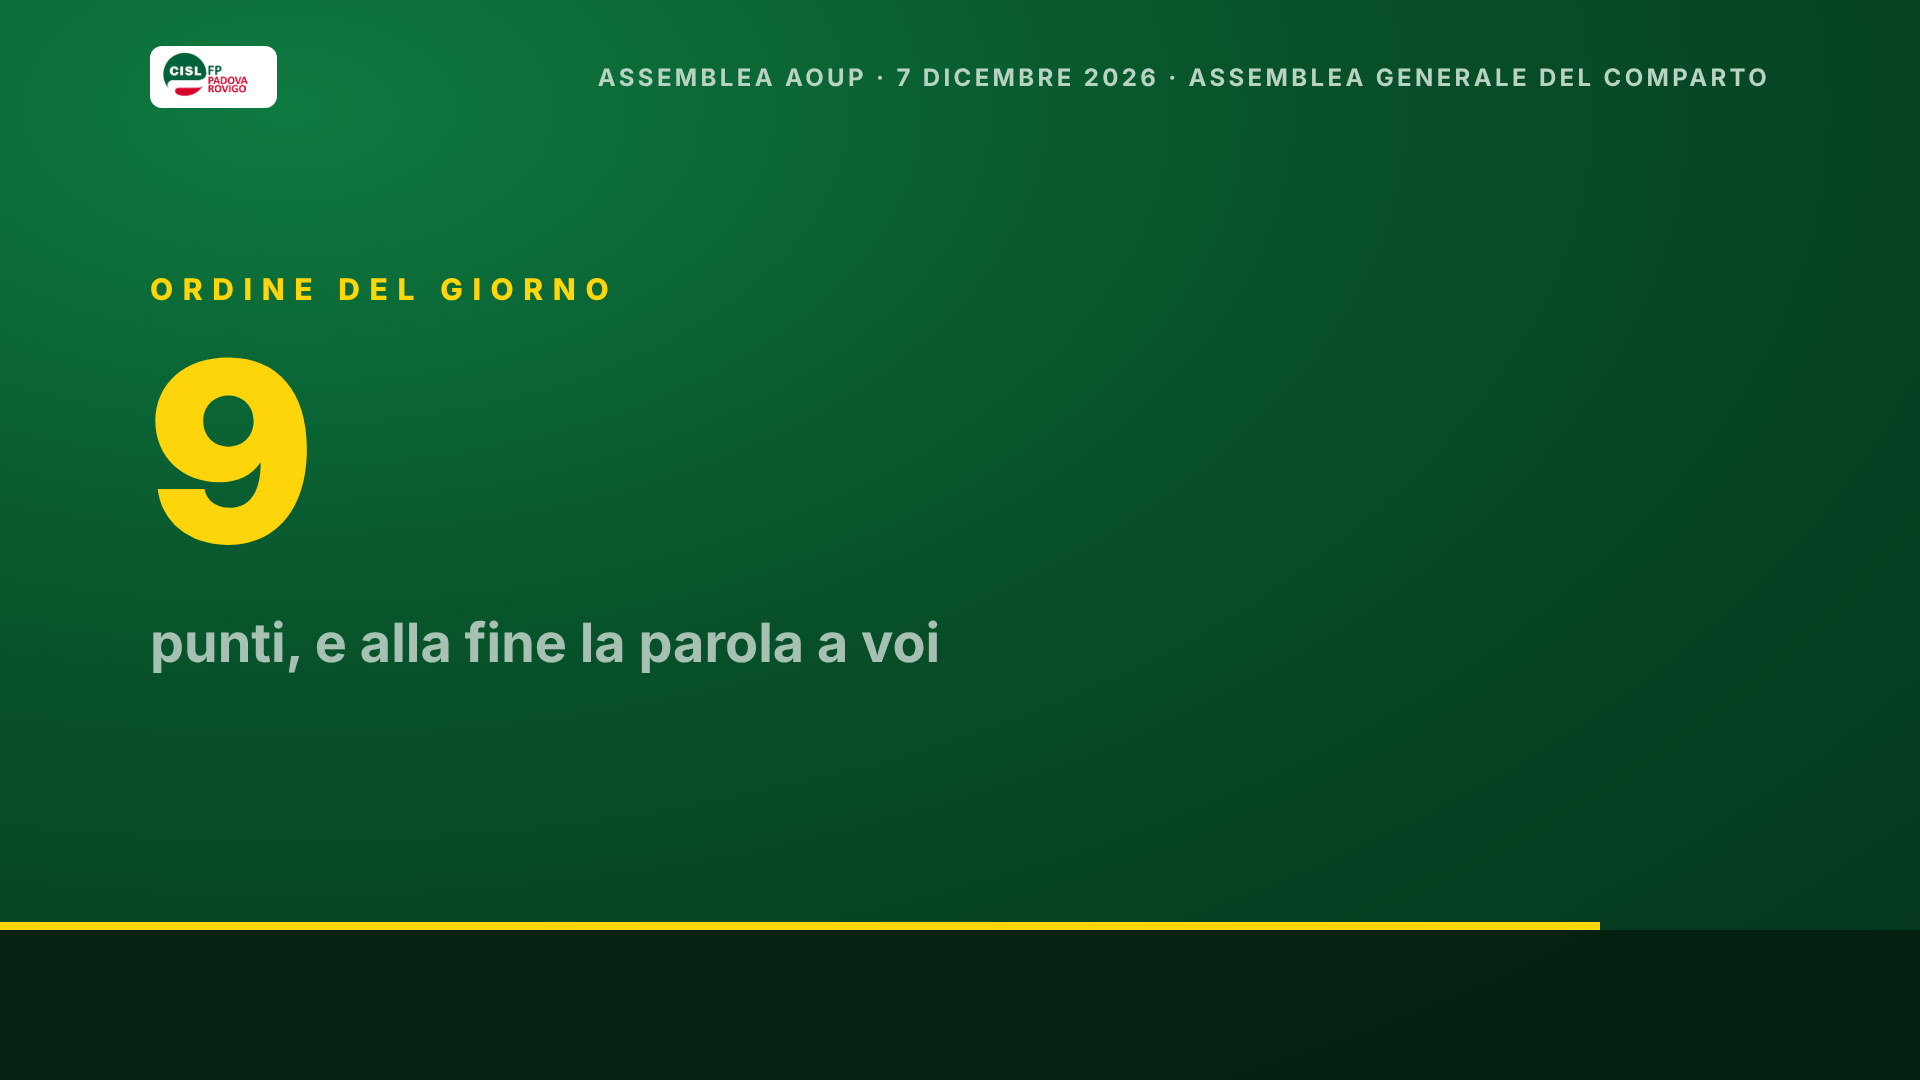 CISL FP
PADOVA
ROVIGO
ASSEMBLEA AOUP · 7 DICEMBRE 2026 · ASSEMBLEA GENERALE DEL COMPARTO
ORDINE DEL GIORNO
9
punti, e alla fine la parola a voi